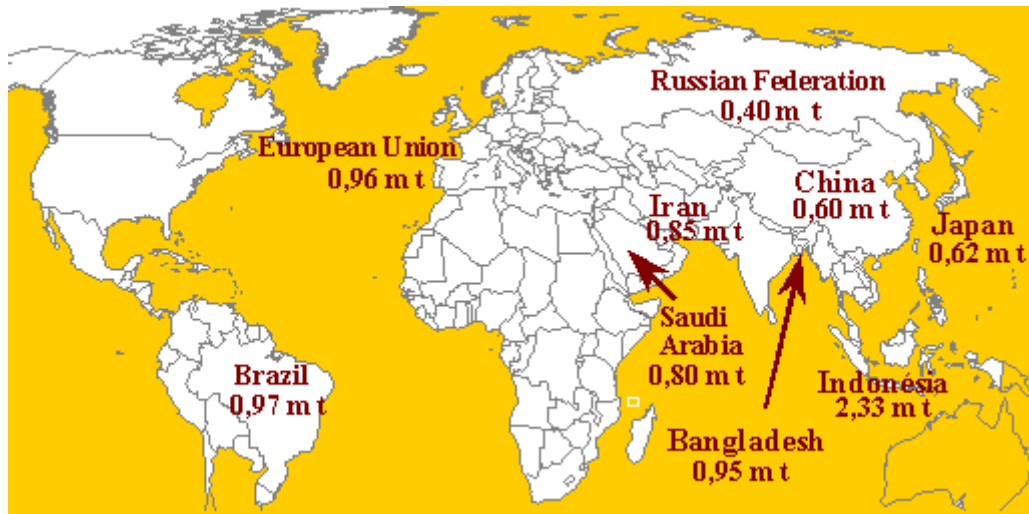 Russian Federation
0,40 m t
European Union
0,96 m t
China
0,60 m t
Iran
0,85 m t
Japan
0,62 m t
Saudi
Arabia
0,80 m t
Brazil
0,97 m t
Indonésia
2,33 m t
Bangladesh
0,95 m t